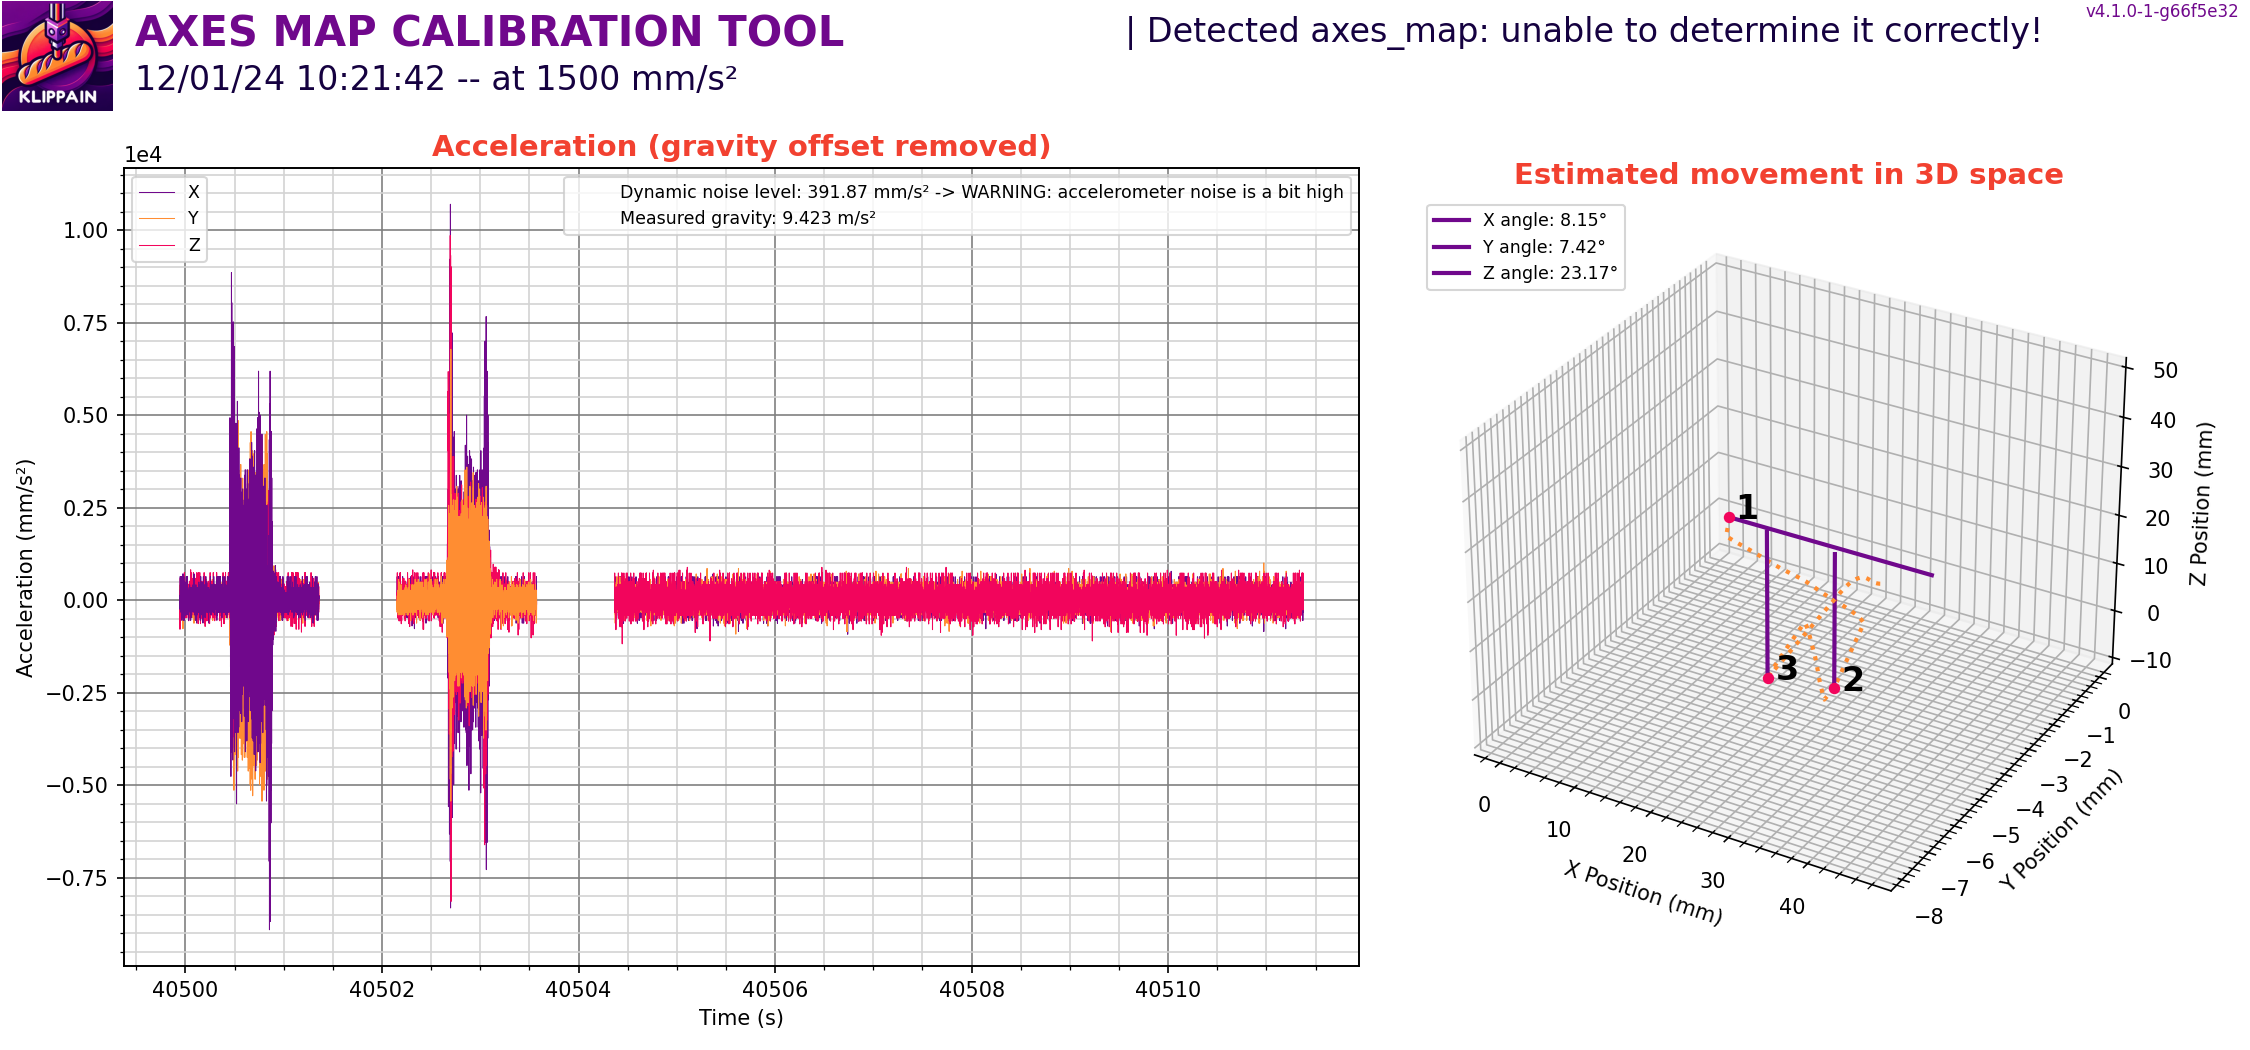 KLIPPAIN
AXES MAP CALIBRATION TOOL
12/01/24 10:21:42 -- at 1500 mm/s²
| Detected axes_map: unable to determine it correctly!
v4.1.0-1-g66f5e32
Acceleration (gravity offset removed)
1e4
X
Y
Z
Dynamic noise level: 391.87 mm/s² -> WARNING: accelerometer noise is a bit high
Measured gravity: 9.423 m/s²
1.00
0.75
0.50
0.25
0.00
−0.25
−0.50
−0.75
Acceleration (mm/s²)
40500 40502 40504 40506 40508 40510
Time (s)
Estimated movement in 3D space
X angle: 8.15°
Y angle: 7.42°
Z angle: 23.17°
1
2
3
50
40
30
20
10
0
−10
Z Position (mm)
0
−1
−2
−3
−4
−5
−6
−7
−8
Y Position (mm)
0
10
20
30
40
X Position (mm)